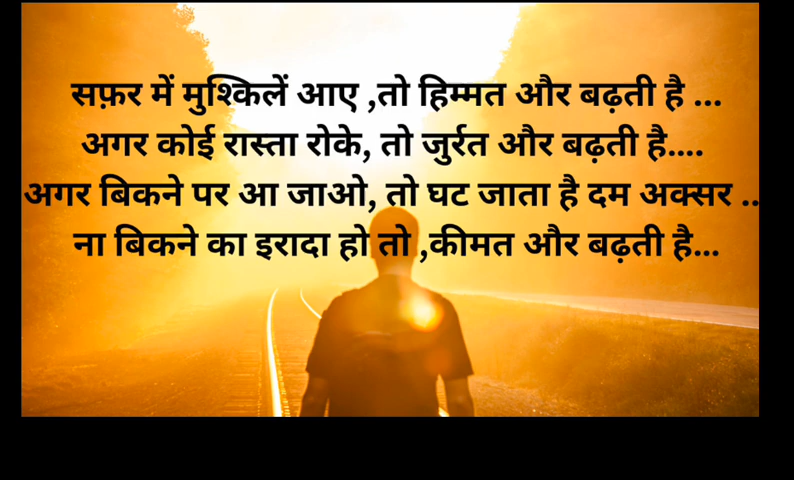 सफ़र में मुश्किलें आए ,तो हिम्मत और बढ़ती है ...
अगर कोई रास्ता रोके, तो जुर्रत और बढ़ती है....
अगर बिकने पर आ जाओ, तो घट जाता है दम अक्सर ..
ना बिकने का इरादा हो तो ,कीमत और बढ़ती है...